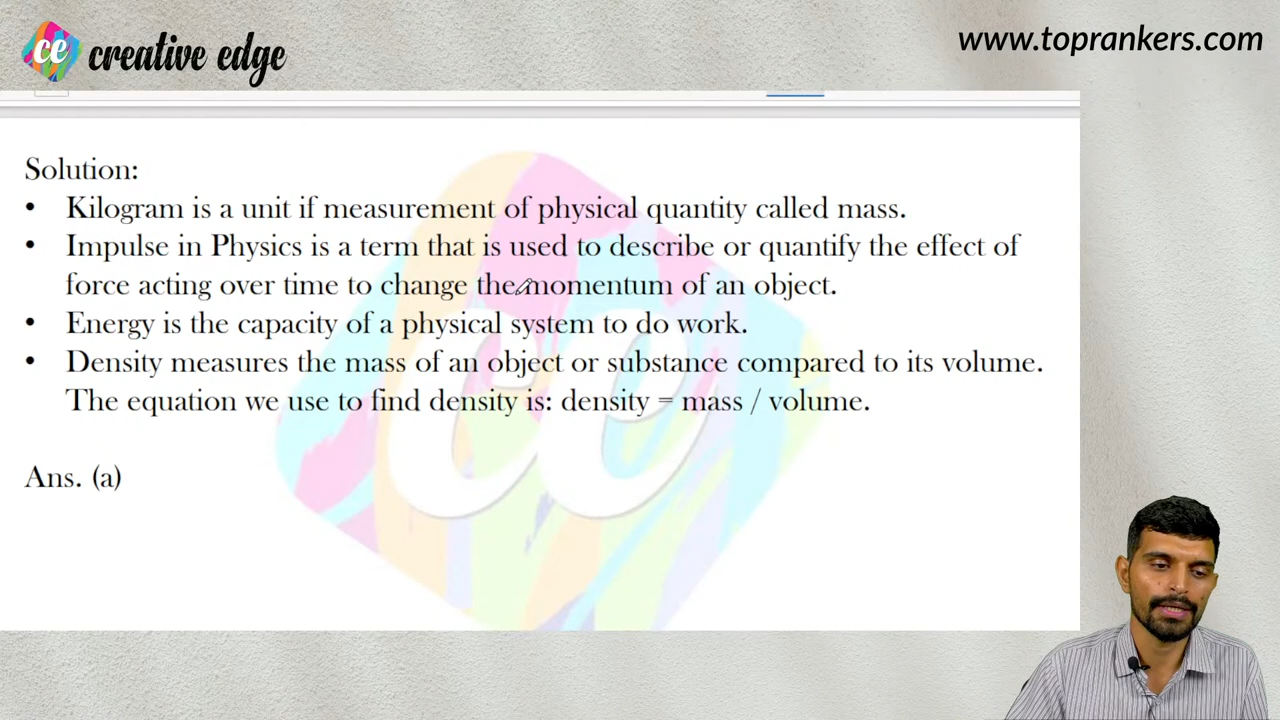 ce creative edge
www.toprankers.com
Solution:
• Kilogram is a unit if measurement of physical quantity called mass.
• Impulse in Physics is a term that is used to describe or quantify the effect of
force acting over time to change the momentum of an object.
• Energy is the capacity of a physical system to do work.
• Density measures the mass of an object or substance compared to its volume.
The equation we use to find density is: density = mass / volume.
Ans. (a)
ce